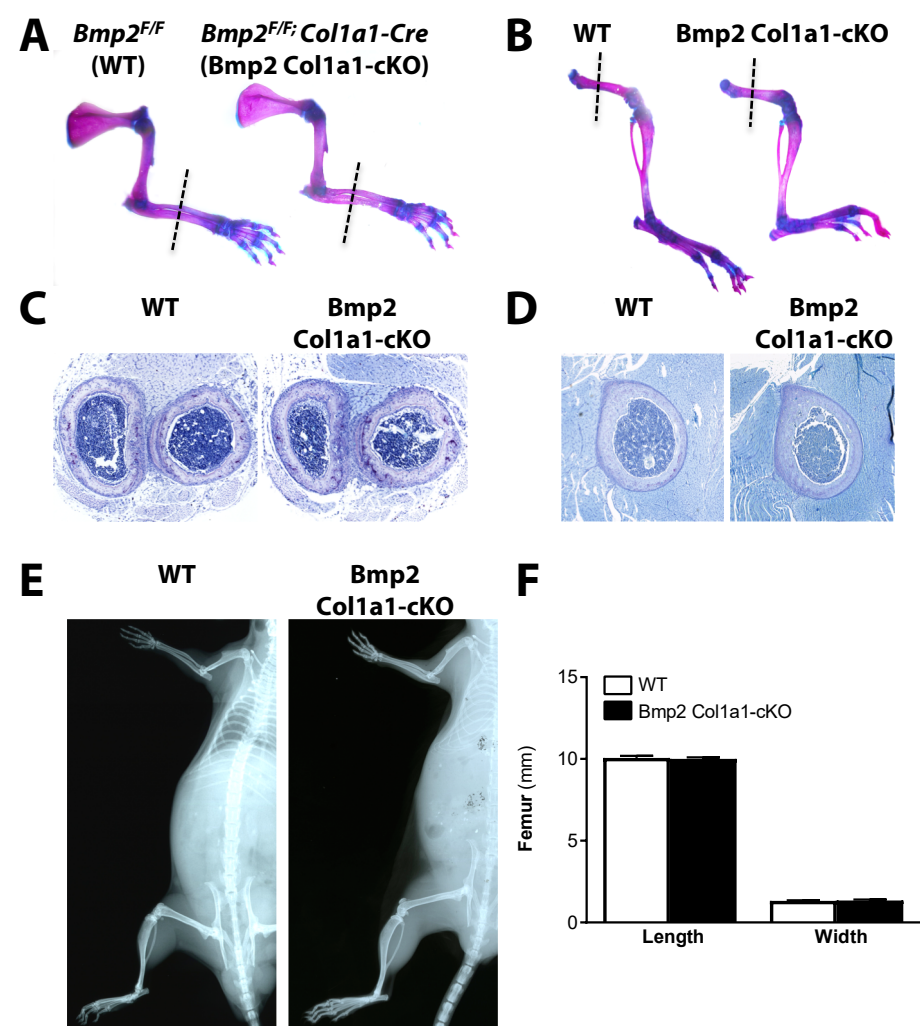 A
Bmp2F/F
(WT)
Bmp2F/F; Col1a1-Cre
(Bmp2 Col1a1-cKO)
B
WT
Bmp2 Col1a1-cKO
C
WT
Bmp2
Col1a1-cKO
D
WT
Bmp2
Col1a1-cKO
E
WT
Bmp2
Col1a1-cKO
F
15
10
5
0
Femur (mm)
WT
Bmp2 Col1a1-cKO
Length
Width